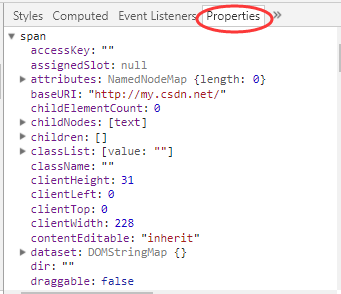 Styles Computed Event Listeners Properties »
▼ span
accessKey: ""
assignedSlot: null
▶ attributes: NamedNodeMap {length: 0}
baseURI: "http://my.csdn.net/"
childElementCount: 0
▶ childNodes: [text]
▶ children: []
▶ classList: [value: ""]
className: ""
clientHeight: 31
clientLeft: 0
clientTop: 0
clientWidth: 228
contentEditable: "inherit"
▶ dataset: DOMStringMap {}
dir: ""
draggable: false